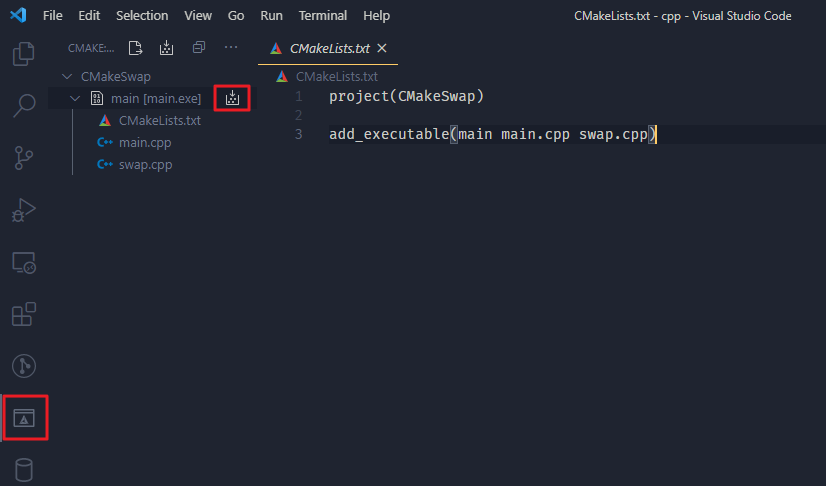 File Edit Selection View Go Run Terminal Help CMakeLists.txt - cpp - Visual Studio Code
CMAKE:... CMakeLists.txt
CMakeSwap
main [main.exe]
CMakeLists.txt
main.cpp
swap.cpp
CMakeLists.txt
1 project(CMakeSwap)
2
3 add_executable(main main.cpp swap.cpp)